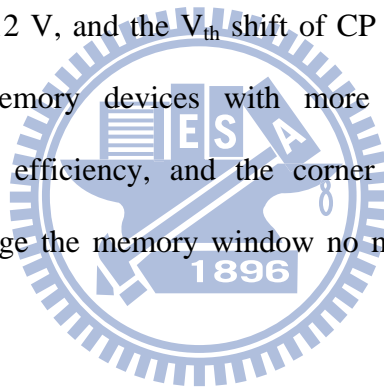 2 V, and the Vth shift of CP
emory devices with more
efficiency, and the corner
ge the memory window no m
E S A
1896